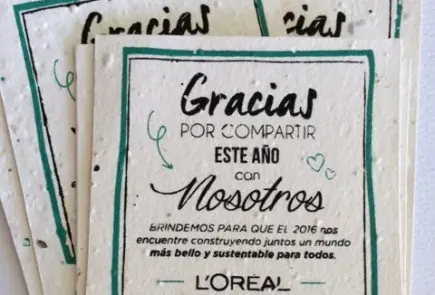 Gracias
Gracias
POR COMPARTIR
ESTE AÑO
con
Nosotros
BRINDEMOS PARA QUE EL 2016 nos
encuentre construyendo juntos un mundo
más bello y sustentable para todos.
L'ORÉAL